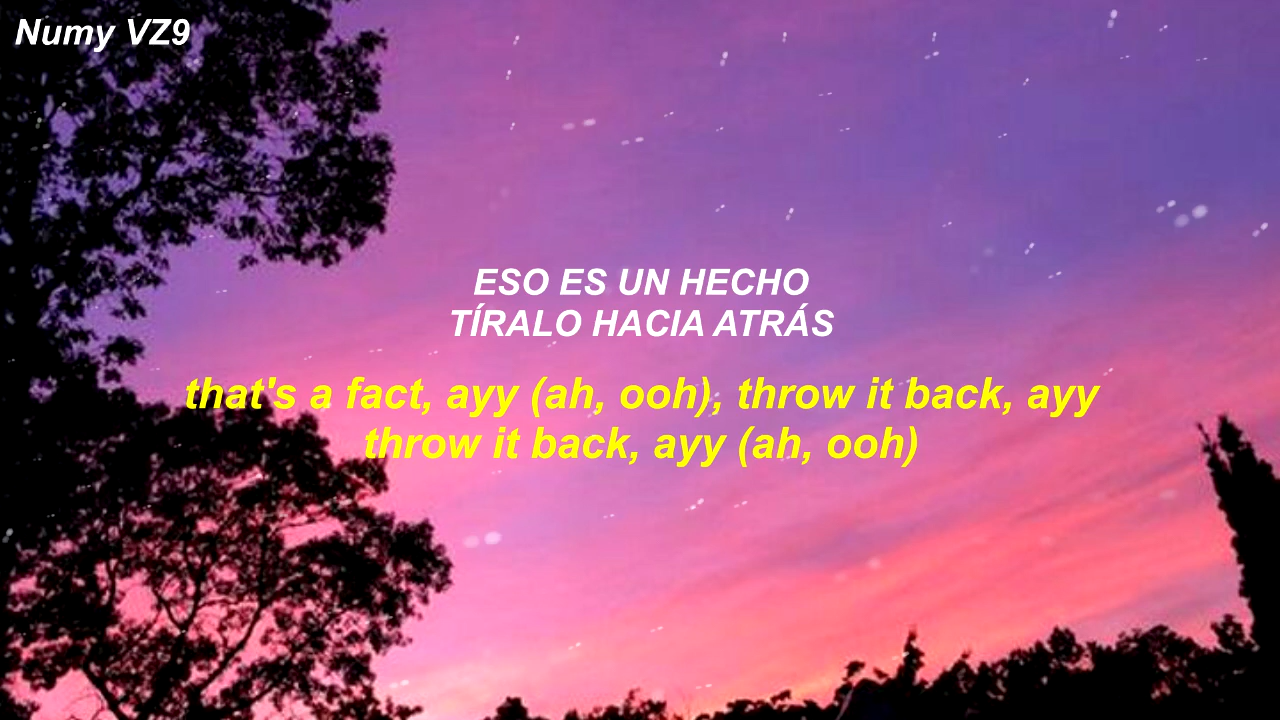 Numy VZ9
ESO ES UN HECHO
TÍRALO HACIA ATRÁS
that's a fact, ayy (ah, ooh), throw it back, ayy
throw it back, ayy (ah, ooh)